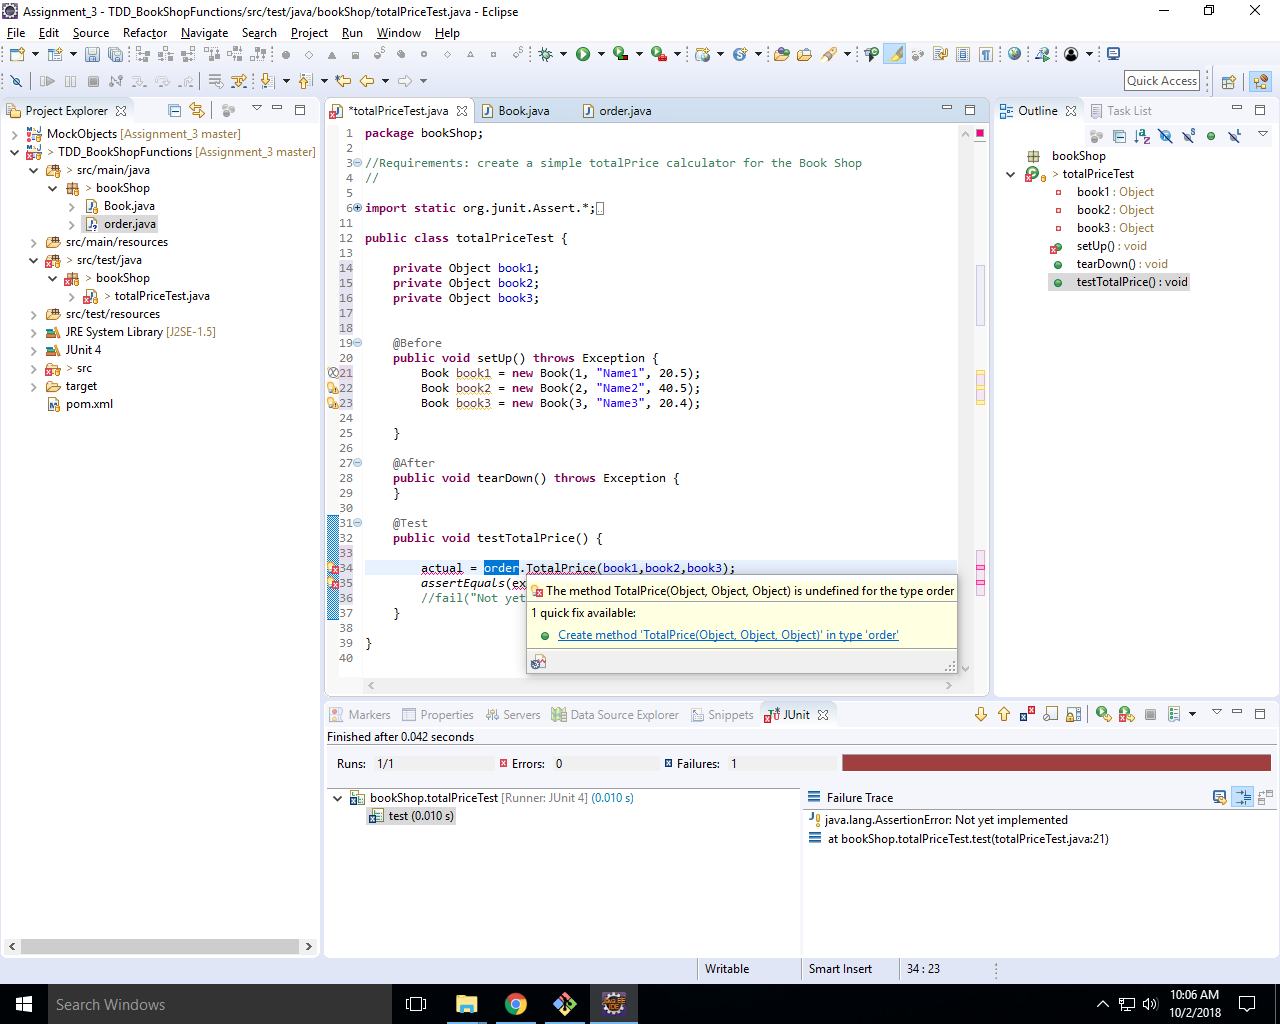 Assignment_3 - TDD_BookShopFunctions/src/test/java/bookShop/totalPriceTest.java - Eclipse
File Edit Source Refactor Navigate Search Project Run Window Help
Quick Access
Project Explorer
MockObjects [Assignment_3 master]
> TDD_BookShopFunctions [Assignment_3 master]
> src/main/java
> bookShop
Book.java
order.java
src/main/resources
> src/test/java
> bookShop
> totalPriceTest.java
src/test/resources
JRE System Library [J2SE-1.5]
JUnit 4
> src
target
pom.xml
*totalPriceTest.java Book.java order.java
1 package bookShop;
2
3 //Requirements: create a simple totalPrice calculator for the Book Shop
4 //
5
6 import static org.junit.Assert.*;
11
12 public class totalPriceTest {
13
14 private Object book1;
15 private Object book2;
16 private Object book3;
17
18
19 @Before
20 public void setUp() throws Exception {
21 Book book1 = new Book(1, "Name1", 20.5);
22 Book book2 = new Book(2, "Name2", 40.5);
23 Book book3 = new Book(3, "Name3", 20.4);
24
25 }
26
27 @After
28 public void tearDown() throws Exception {
29 }
30
31 @Test
32 public void testTotalPrice() {
33
34 actual = order.TotalPrice(book1,book2,book3);
35 assertEquals(ex
36 //fail("Not yet
37 }
38
39 }
40
The method TotalPrice(Object, Object, Object) is undefined for the type order
1 quick fix available:
Create method 'TotalPrice(Object, Object, Object)' in type 'order'
Outline Task List
bookShop
> totalPriceTest
book1 : Object
book2 : Object
book3 : Object
setUp() : void
tearDown() : void
testTotalPrice() : void
Markers Properties Servers Data Source Explorer Snippets JUnit
Finished after 0.042 seconds
Runs: 1/1 Errors: 0 Failures: 1
bookShop.totalPriceTest [Runner: JUnit 4] (0.010 s)
test (0.010 s)
Failure Trace
java.lang.AssertionError: Not yet implemented
at bookShop.totalPriceTest.test(totalPriceTest.java:21)
Writable Smart Insert 34 : 23
Search Windows
Java EE
IDE
10:06 AM
10/2/2018